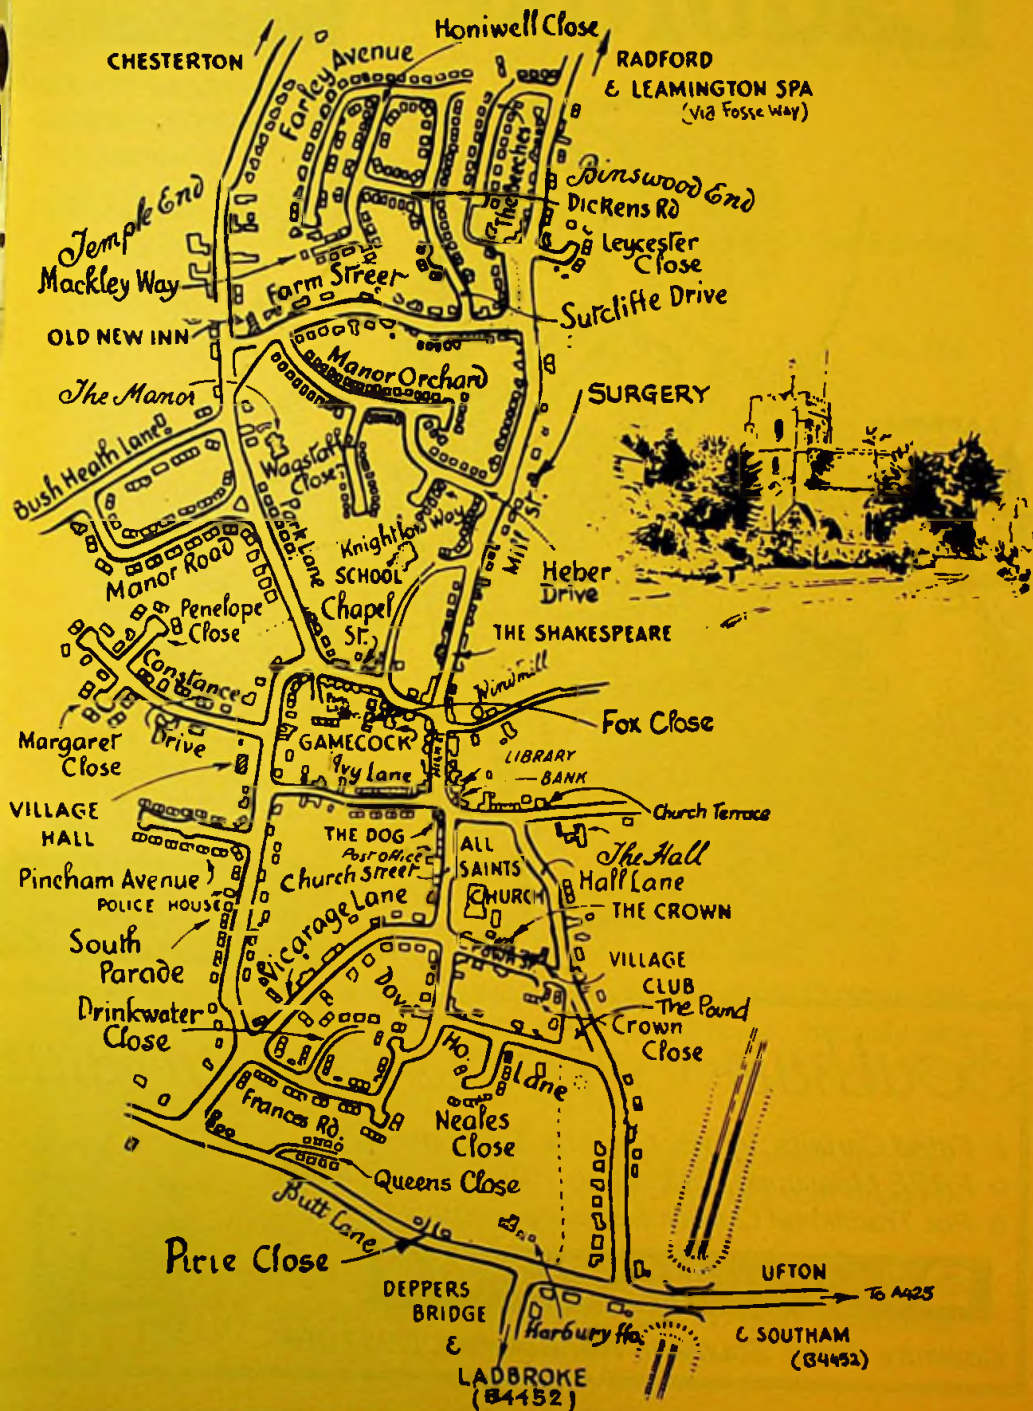 Honiwell Close
CHESTERTON
Farley Avenue
RADFORD
& LEAMINGTON SPA
(Via Fosse Way)
The Beeches
Binswood End
Dickens Rd
Temple End
Leycester
Close
Mackley Way
Farm Street
Sutcliffe Drive
OLD NEW INN
Manor Orchard
The Manor
SURGERY
Bush Heath Lane
Wagstaffe
Close
Park Lane
Mill St.
Knightlow
Way
SCHOOL
Manor Road
Heber
Drive
Penelope
Close
Chapel
St.
THE SHAKESPEARE
Constance
Drive
Windmill
Fox Close
Margaret
Close
GAMECOCK
High St
LIBRARY
BANK
Ivy Lane
VILLAGE
HALL
Church Terrace
THE DOG
Post Office
ALL
SAINTS
CHURCH
The Hall
Church Street
Hall Lane
Pincham Avenue
POLICE HOUSE
THE CROWN
Vicarage Lane
South
Parade
Crown St
VILLAGE
CLUB
Dove
Ho.
Lane
The Pound
Drinkwater
Close
Crown
Close
Frances Rd.
Neales
Close
Queens Close
Butt Lane
Pirie Close
UFTON
To A425
DEPPERS
BRIDGE
&
LADBROKE
(B4452)
Harbury Ho.
& SOUTHAM
(B4452)